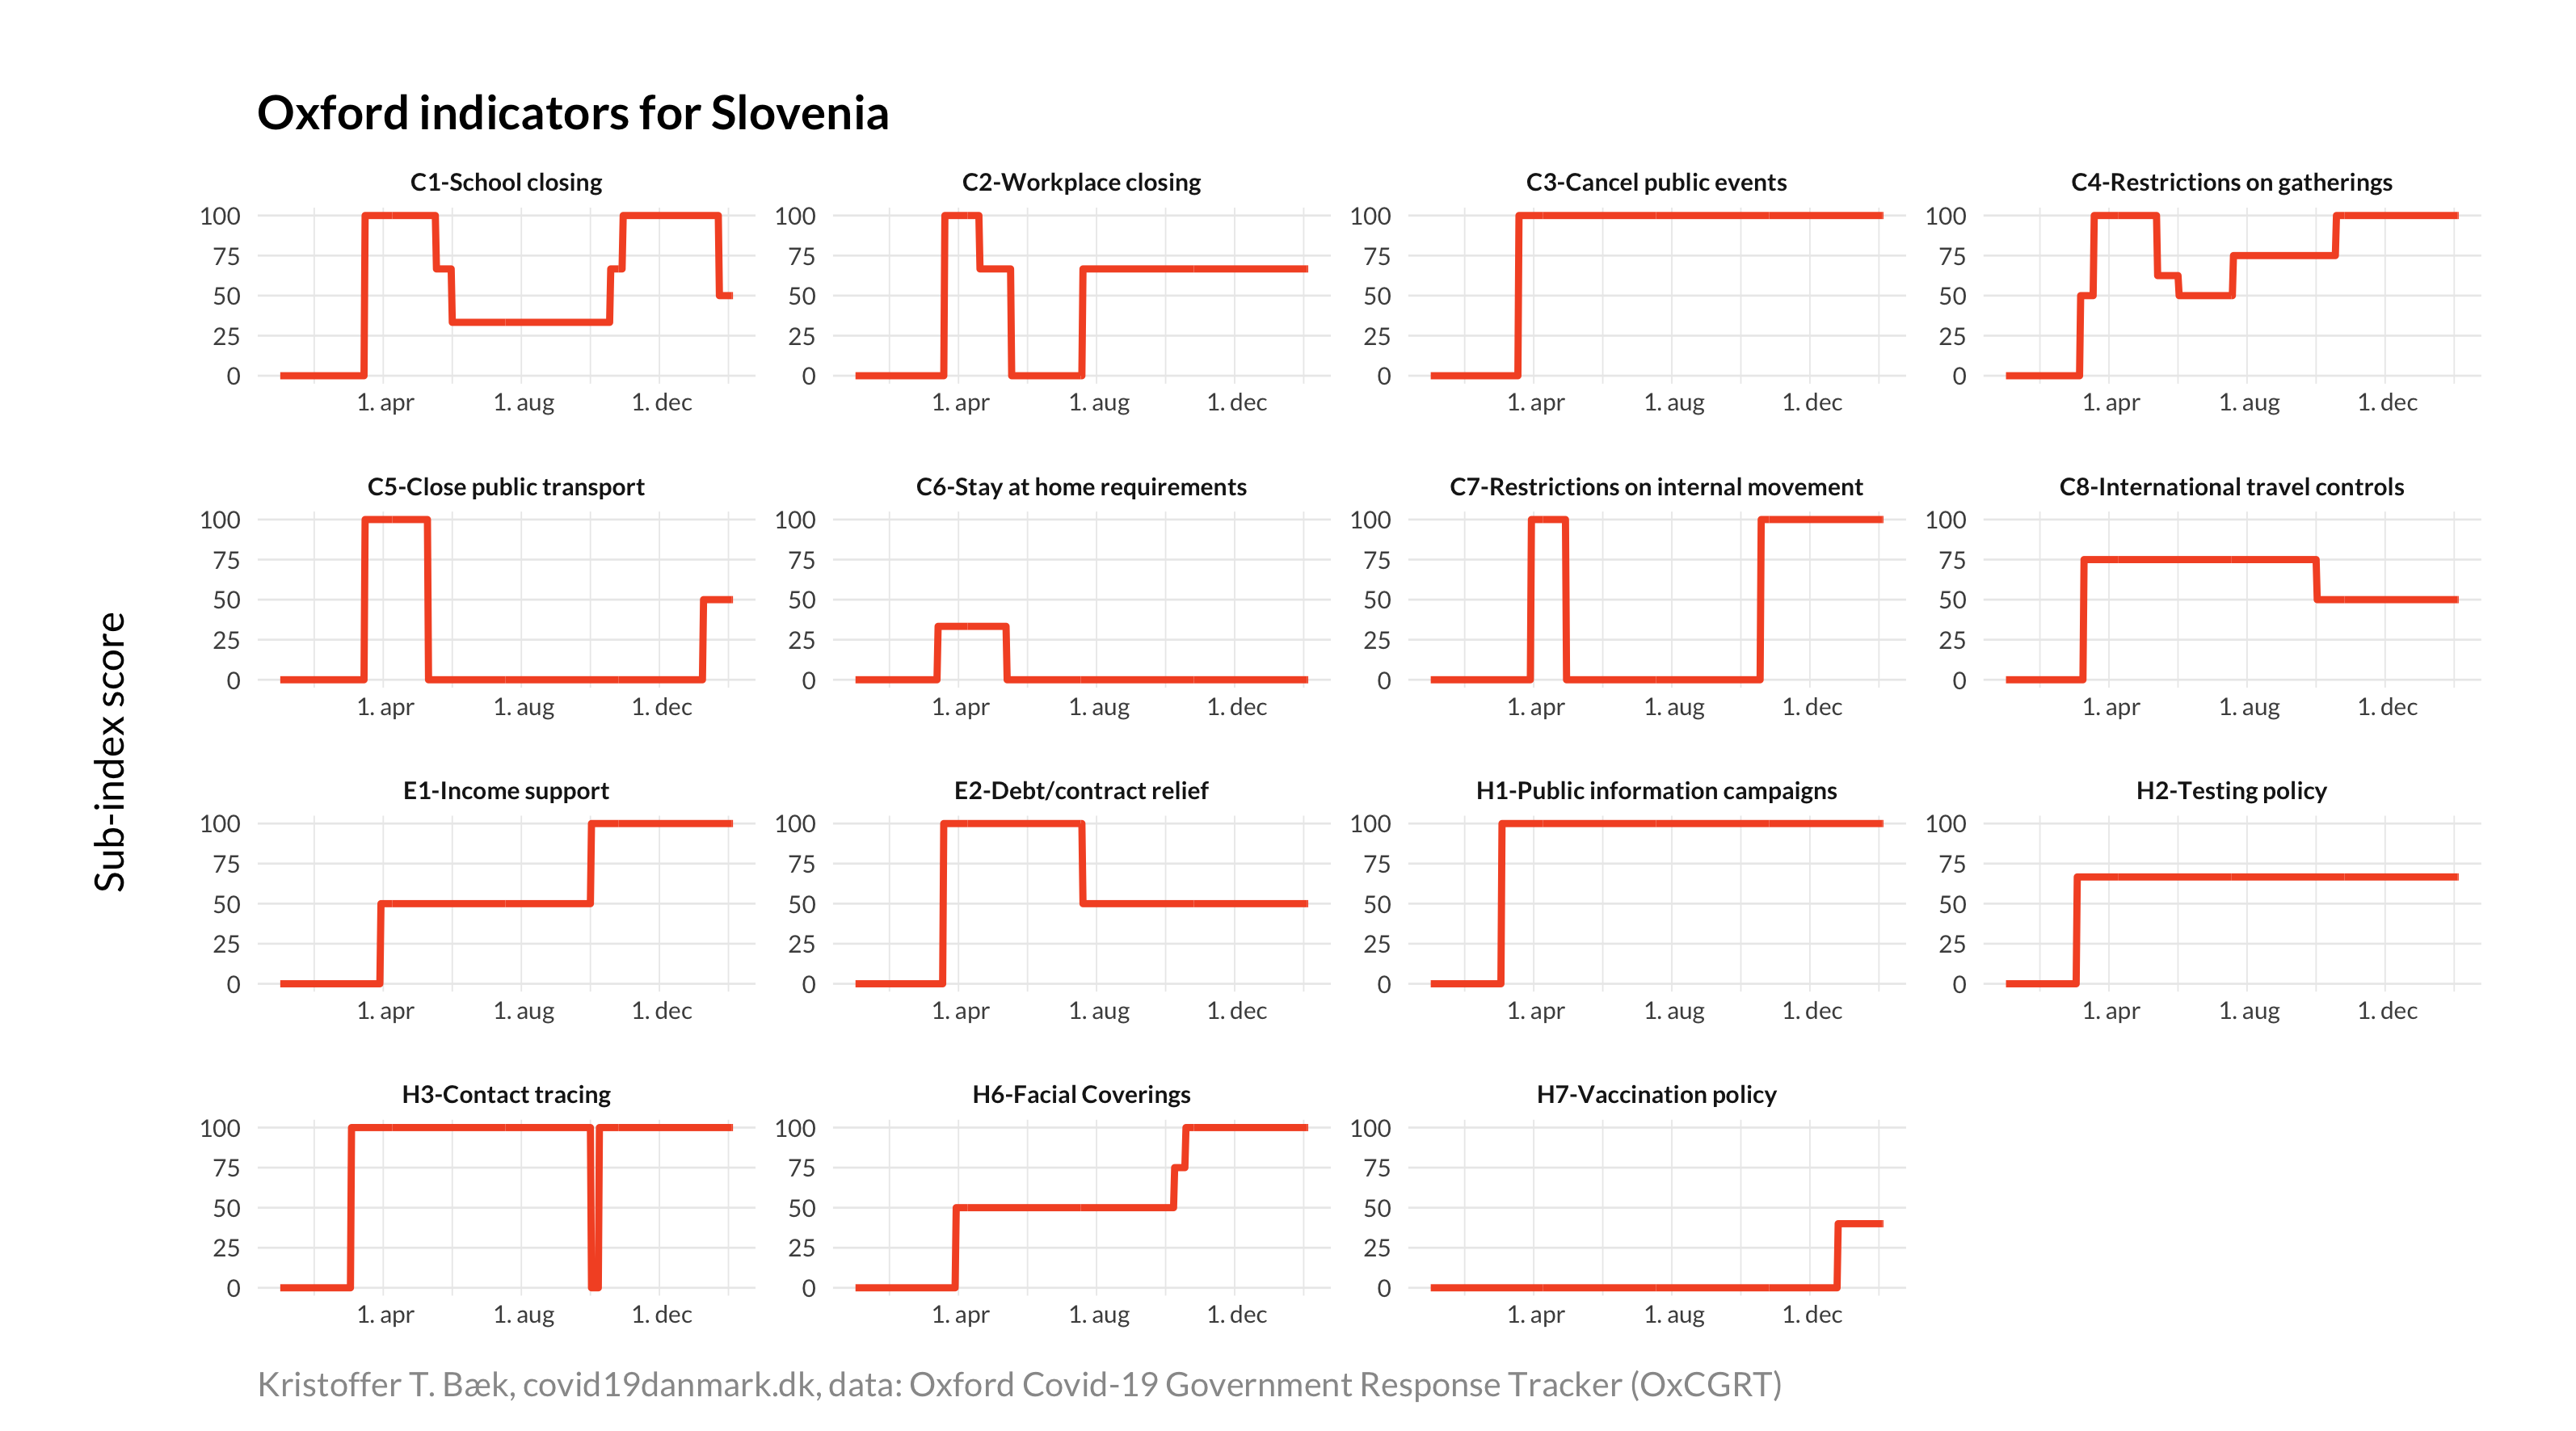 Oxford indicators for Slovenia
C1-School closing
C2-Workplace closing
C3-Cancel public events
C4-Restrictions on gatherings
100
75
50
25
0
1. apr
1. aug
1. dec
100
75
50
25
0
1. apr
1. aug
1. dec
100
75
50
25
0
1. apr
1. aug
1. dec
100
75
50
25
0
1. apr
1. aug
1. dec
C5-Close public transport
C6-Stay at home requirements
C7-Restrictions on internal movement
C8-International travel controls
100
75
50
25
0
1. apr
1. aug
1. dec
100
75
50
25
0
1. apr
1. aug
1. dec
100
75
50
25
0
1. apr
1. aug
1. dec
100
75
50
25
0
1. apr
1. aug
1. dec
Sub-index score
E1-Income support
E2-Debt/contract relief
H1-Public information campaigns
H2-Testing policy
100
75
50
25
0
1. apr
1. aug
1. dec
100
75
50
25
0
1. apr
1. aug
1. dec
100
75
50
25
0
1. apr
1. aug
1. dec
100
75
50
25
0
1. apr
1. aug
1. dec
H3-Contact tracing
H6-Facial Coverings
H7-Vaccination policy
100
75
50
25
0
1. apr
1. aug
1. dec
100
75
50
25
0
1. apr
1. aug
1. dec
100
75
50
25
0
1. apr
1. aug
1. dec
Kristoffer T. Bæk, covid19danmark.dk, data: Oxford Covid-19 Government Response Tracker (OxCGRT)